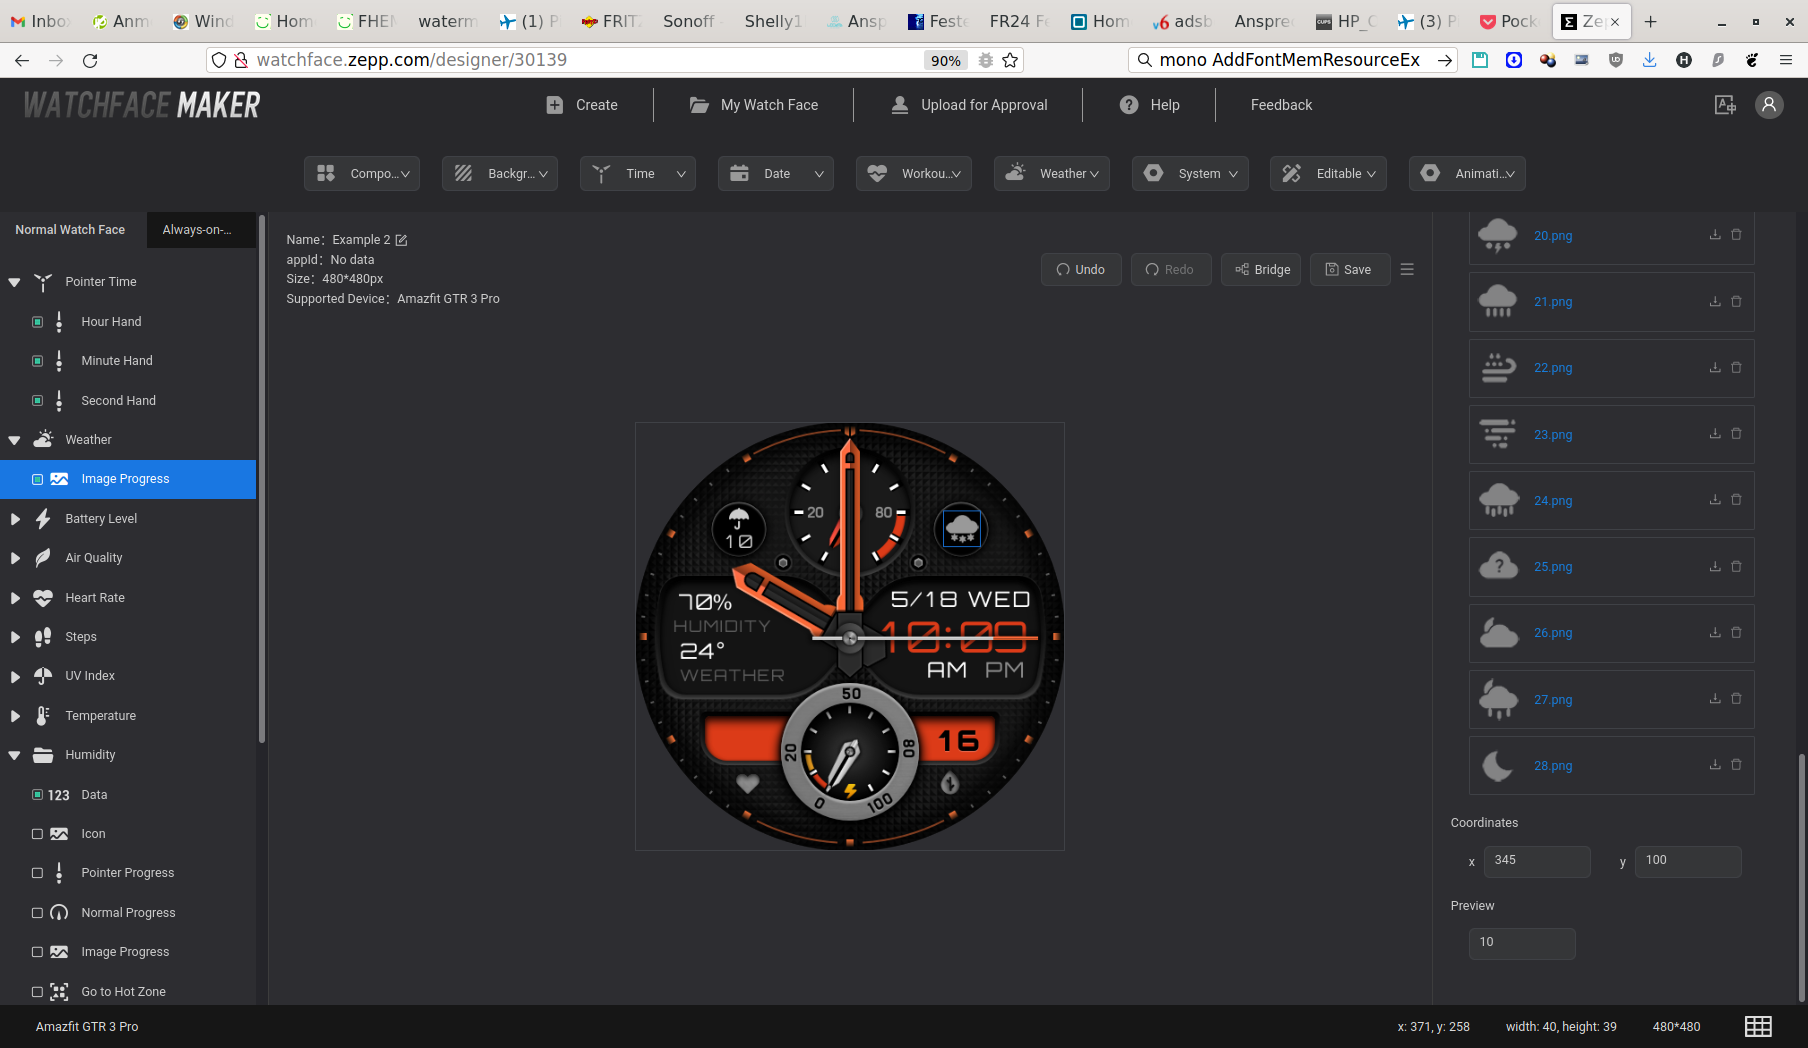 Inbo
Anm
Wind
Hom
FHEM
waterm
(1) P
FRIT
Sonoff
Shelly1
Ansp
Feste
FR24 Fe
Hom
adsb
Anspre
HP_C
(3) P
Pock
Zep
watchface.zepp.com/designer/30139
90%
mono AddFontMemResourceEx
WATCHFACE MAKER
Create
My Watch Face
Upload for Approval
Help
Feedback
Compo...
Backgr...
Time
Date
Workou...
Weather
System
Editable
Animati...
Normal Watch Face
Always-on-...
Pointer Time
Hour Hand
Minute Hand
Second Hand
Weather
Image Progress
Battery Level
Air Quality
Heart Rate
Steps
UV Index
Temperature
Humidity
123 Data
Icon
Pointer Progress
Normal Progress
Image Progress
Go to Hot Zone
Name：Example 2
appId：No data
Size：480*480px
Supported Device：Amazfit GTR 3 Pro
Undo
Redo
Bridge
Save
20
80
10
70%
HUMIDITY
24°
WEATHER
5/18 WED
10:09
AM PM
50
20
80
0
100
16
20.png
21.png
22.png
23.png
24.png
25.png
26.png
27.png
28.png
Coordinates
x 345
y 100
Preview
10
Amazfit GTR 3 Pro
x: 371, y: 258
width: 40, height: 39
480*480